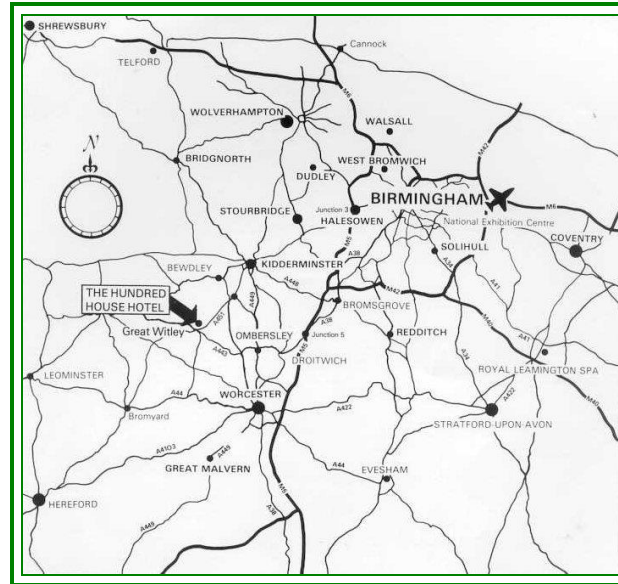 SHREWSBURY
Cannock
TELFORD
M6
WOLVERHAMPTON
WALSALL
M42
N
BRIDGNORTH
WEST BROMWICH
DUDLEY
BIRMINGHAM
M6
STOURBRIDGE
Junction 3
HALESOWEN
National Exhibition Centre
COVENTRY
M5
A38
SOLIHULL
A34
A41
KIDDERMINSTER
BEWDLEY
A448
M42
THE HUNDRED
HOUSE HOTEL
A449
BROMSGROVE
M40
Great Witley
A451
A38
OMBERSLEY
Junction 5
REDDITCH
A41
A443
M5
DROITWICH
A34
ROYAL LEAMINGTON SPA
LEOMINSTER
A44
WORCESTER
A422
A422
M40
Bromyard
STRATFORD-UPON-AVON
A4103
A449
GREAT MALVERN
A44
EVESHAM
HEREFORD
A449
A38